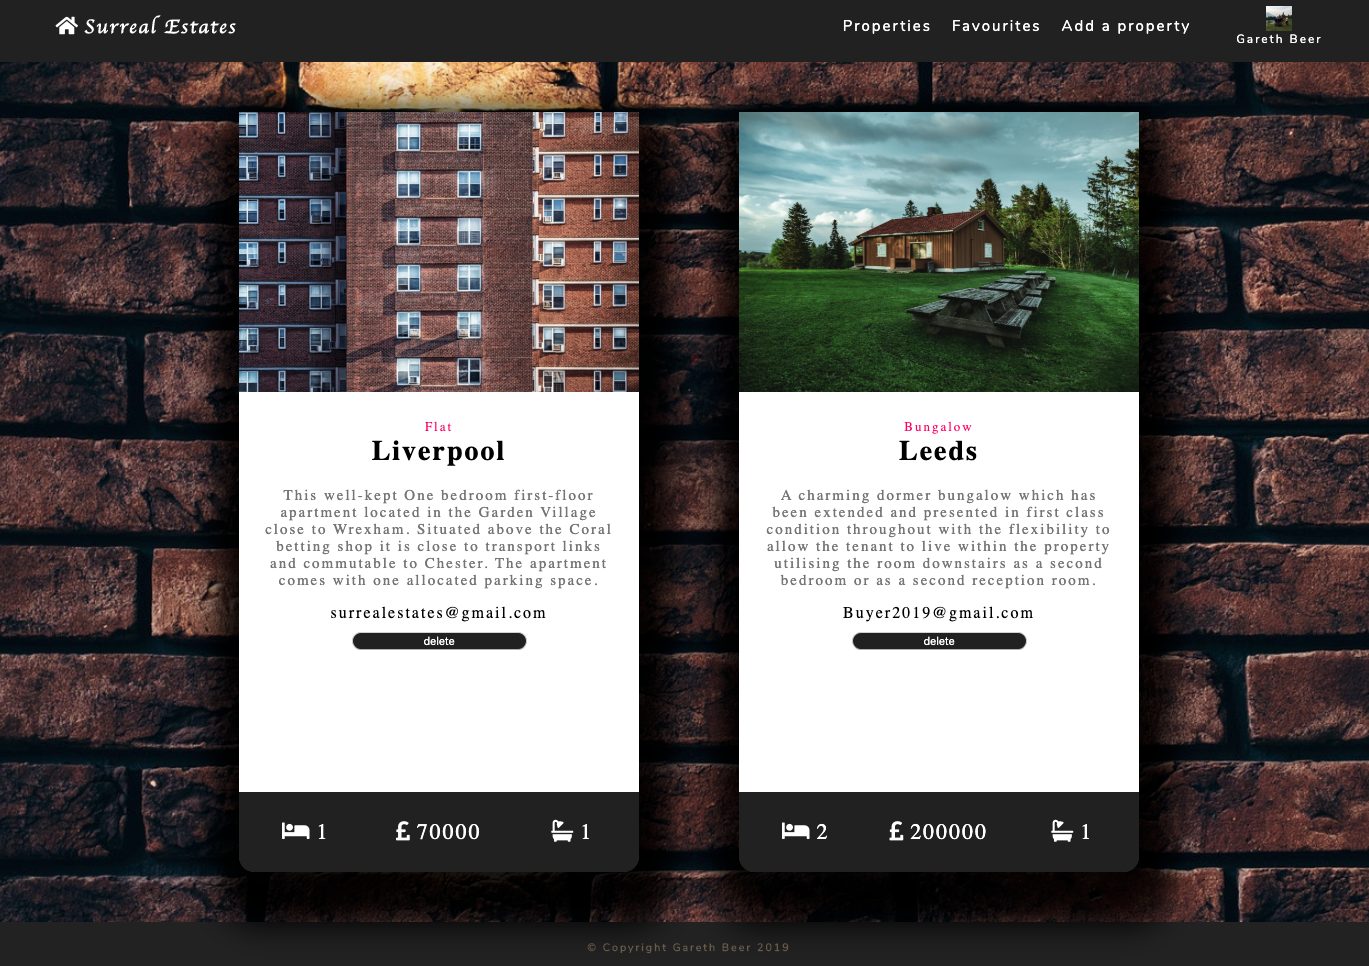 Surreal Estates
Properties Favourites Add a property
Gareth Beer
Flat
Liverpool
This well-kept One bedroom first-floor
apartment located in the Garden Village
close to Wrexham. Situated above the Coral
betting shop it is close to transport links
and commutable to Chester. The apartment
comes with one allocated parking space.
surrealestates@gmail.com
delete
1 £ 70000 1
Bungalow
Leeds
A charming dormer bungalow which has
been extended and presented in first class
condition throughout with the flexibility to
allow the tenant to live within the property
utilising the room downstairs as a second
bedroom or as a second reception room.
Buyer2019@gmail.com
delete
2 £ 200000 1
© Copyright Gareth Beer 2019